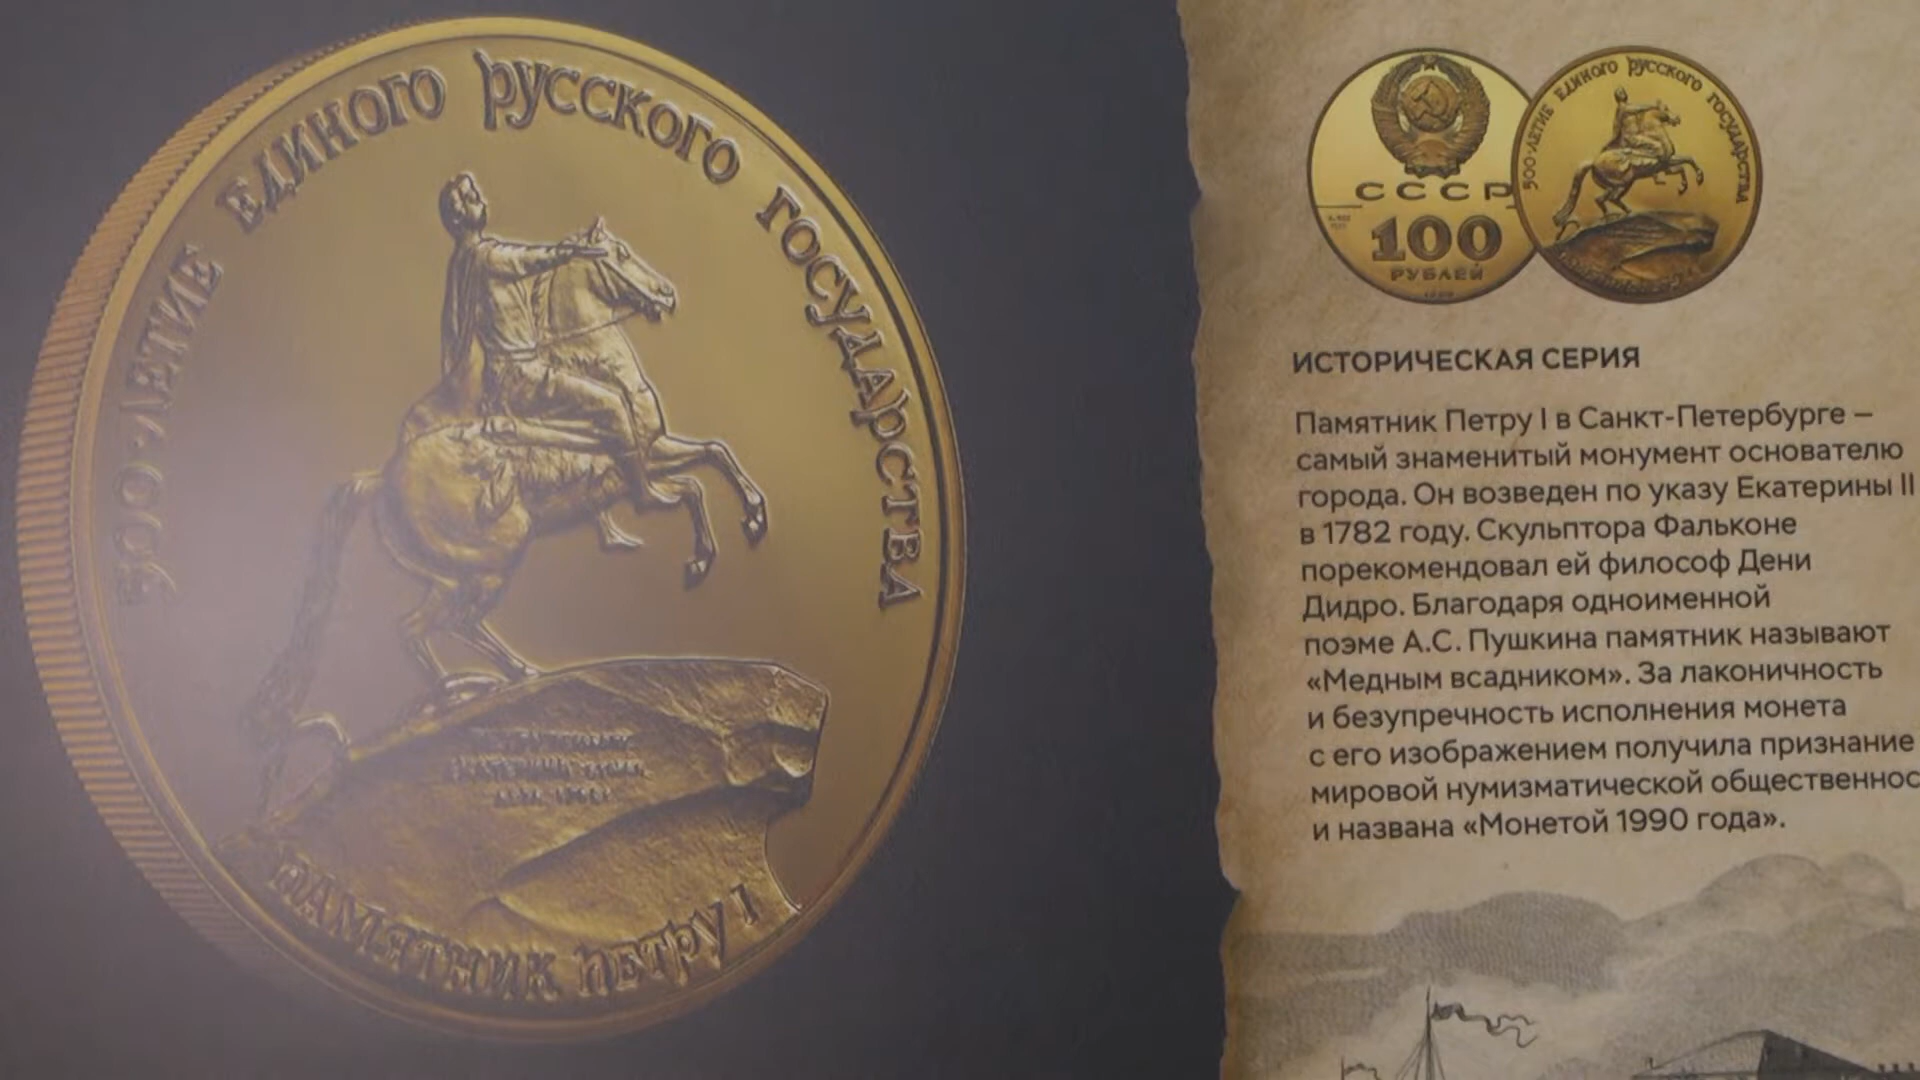 500-ЛЕТИЕ ЕДИНОГО РУССКОГО ГОСУДАРСТВА
ПАМЯТНИК ПЕТРУ I
СССР
100
РУБЛЕЙ
500-ЛЕТИЕ ЕДИНОГО РУССКОГО ГОСУДАРСТВА
ИСТОРИЧЕСКАЯ СЕРИЯ
Памятник Петру I в Санкт-Петербурге –
самый знаменитый монумент основателю
города. Он возведен по указу Екатерины II
в 1782 году. Скульптора Фальконе
порекомендовал ей философ Дени
Дидро. Благодаря одноименной
поэме А.С. Пушкина памятник называют
«Медным всадником». За лаконичность
и безупречность исполнения монета
с его изображением получила признание
мировой нумизматической общественнос
и названа «Монетой 1990 года».